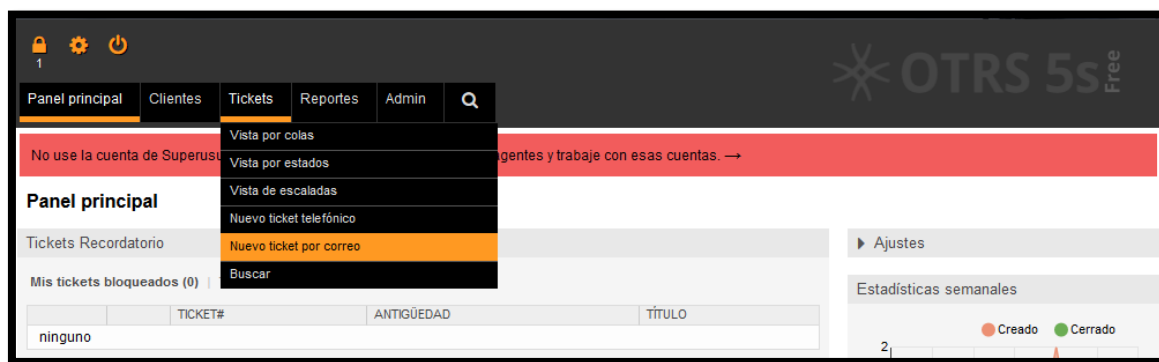 1
OTRS 5s Free
Panel principal Clientes Tickets Reportes Admin
Vista por colas
No use la cuenta de Superusu gentes y trabaje con esas cuentas. →
Vista por estados
Vista de escaladas
Panel principal
Nuevo ticket telefónico
Tickets Recordatorio
Nuevo ticket por correo
Ajustes
Mis tickets bloqueados (0) |
Buscar
Estadísticas semanales
TICKET# ANTIGÜEDAD TÍTULO
Creado Cerrado
ninguno
2